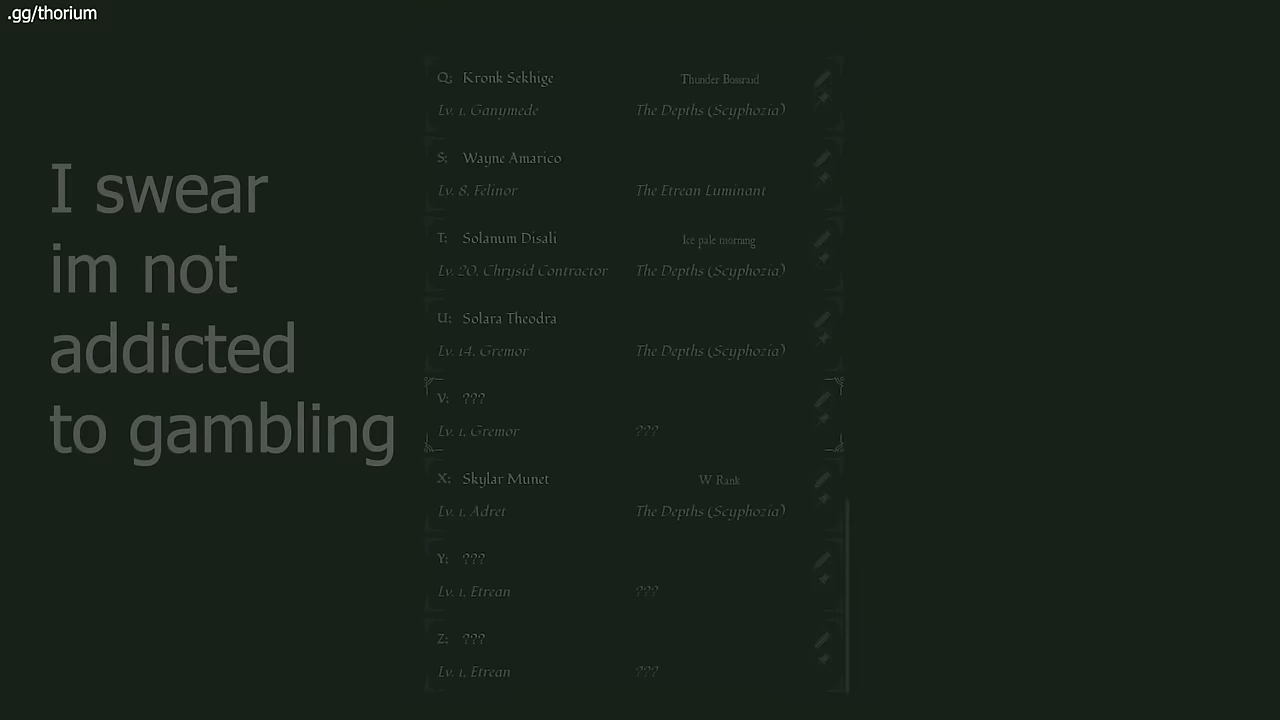 .gg/thorium
I swear
im not
addicted
to gambling
Q: Kronk Sekhige Thunder Bossraid
Lv. 1, Ganymede The Depths (Scyphozia)
S: Wayne Amarico
Lv. 8, Felinor The Etrean Luminant
T: Solanum Disali Ice pale morning
Lv. 20, Chrysid Contractor The Depths (Scyphozia)
U: Solara Theodra
Lv. 14, Gremor The Depths (Scyphozia)
V: ???
Lv. 1, Gremor ???
X: Skylar Munet W Rank
Lv. 1, Adret The Depths (Scyphozia)
Y: ???
Lv. 1, Etrean ???
Z: ???
Lv. 1, Etrean ???